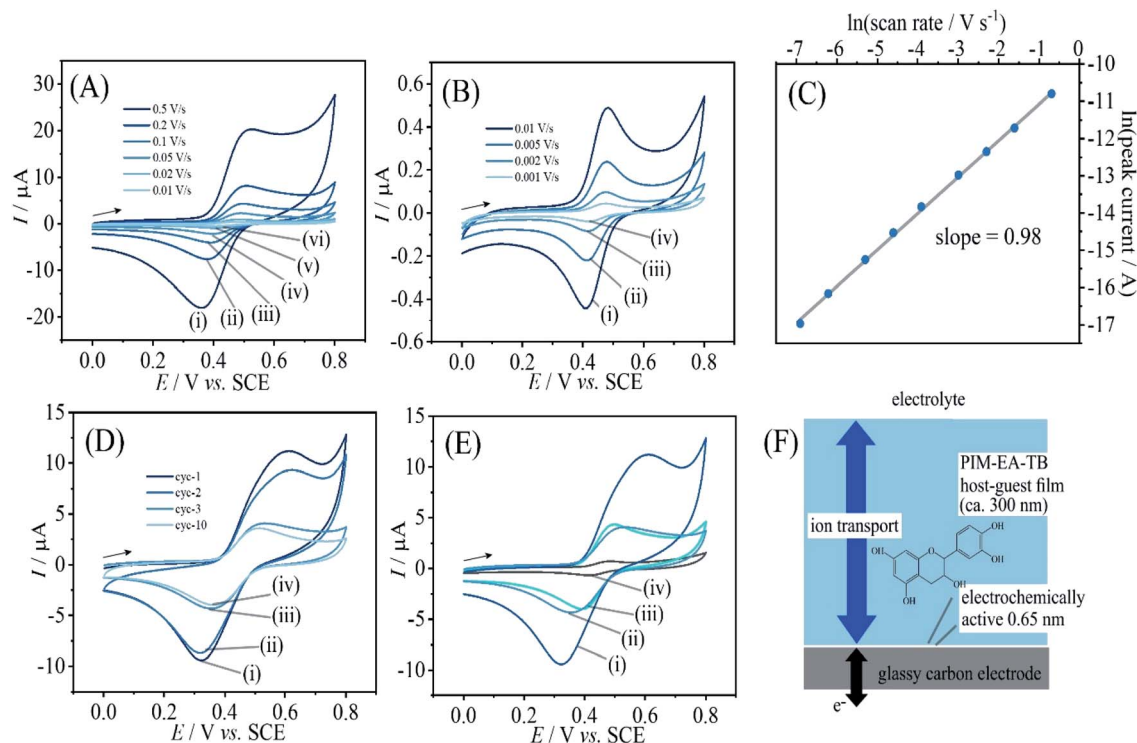 (A)
30
20
10
0
-10
-20
I / µA
0.5 V/s
0.2 V/s
0.1 V/s
0.05 V/s
0.02 V/s
0.01 V/s
(vi)
(v)
(iv)
(iii)
(ii)
(i)
0.0 0.2 0.4 0.6 0.8
E / V vs. SCE
(B)
0.6
0.4
0.2
0.0
-0.2
-0.4
0.6
I / µA
0.01 V/s
0.005 V/s
0.002 V/s
0.001 V/s
(iv)
(iii)
(ii)
(i)
0.0 0.2 0.4 0.6 0.8
E / V vs. SCE
ln(scan rate / V s⁻¹)
-7 -6 -5 -4 -3 -2 -1 0
(C)
-10
-11
-12
-13
-14
-15
-16
-17
ln(peak current / A)
slope = 0.98
(D)
15
10
5
0
-5
-10
I / µA
cyc-1
cyc-2
cyc-3
cyc-10
(iv)
(iii)
(ii)
(i)
0.0 0.2 0.4 0.6 0.8
E / V vs. SCE
(E)
15
10
5
0
-5
-10
I / µA
(iv)
(iii)
(ii)
(i)
0.0 0.2 0.4 0.6 0.8
E / V vs. SCE
electrolyte
(F)
PIM-EA-TB
host-guest film
(ca. 300 nm)
ion transport
OH
OH
OH
O
OH
OH
electrochemically
active 0.65 nm
glassy carbon electrode
e-